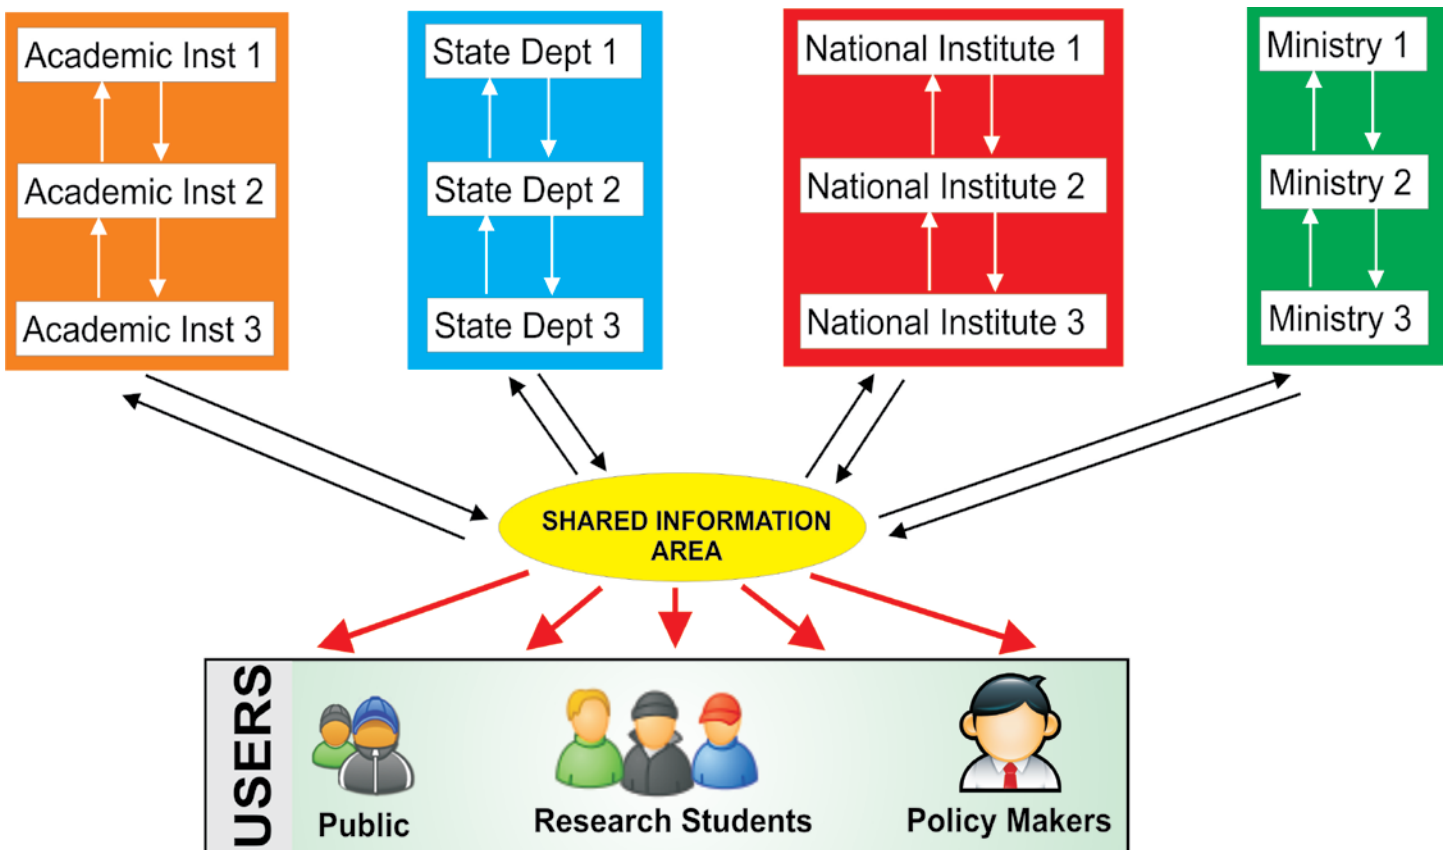 Academic Inst 1
State Dept 1
National Institute 1
Ministry 1
Academic Inst 2
State Dept 2
National Institute 2
Ministry 2
Academic Inst 3
State Dept 3
National Institute 3
Ministry 3
SHARED INFORMATION
AREA
USERS
Public
Research Students
Policy Makers